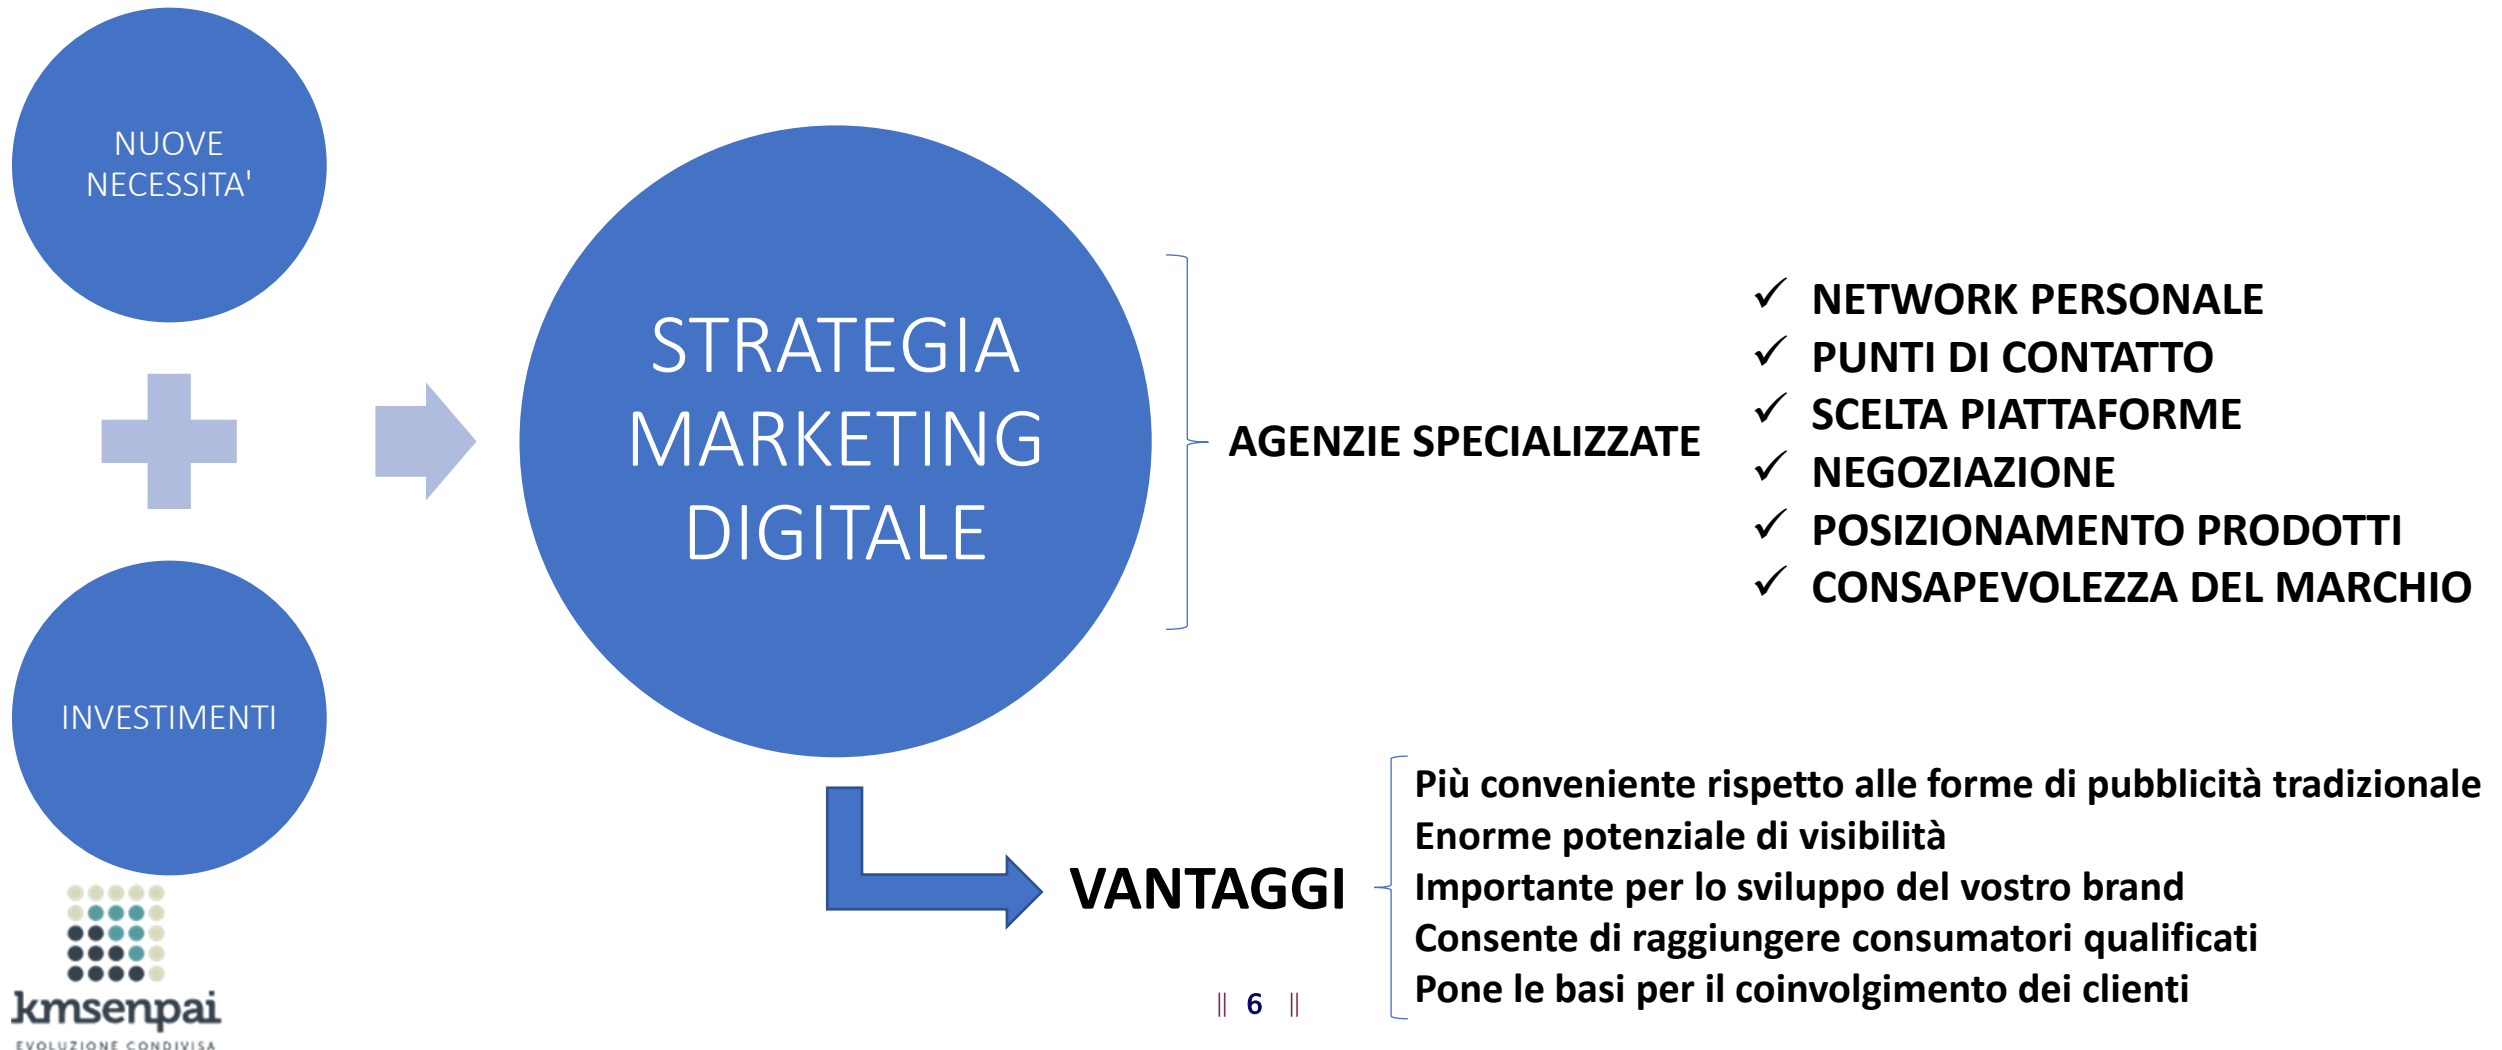 NUOVE
NECESSITA'
INVESTIMENTI
STRATEGIA
MARKETING
DIGITALE
AGENZIE SPECIALIZZATE
✓ NETWORK PERSONALE
✓ PUNTI DI CONTATTO
✓ SCELTA PIATTAFORME
✓ NEGOZIAZIONE
✓ POSIZIONAMENTO PRODOTTI
✓ CONSAPEVOLEZZA DEL MARCHIO
VANTAGGI
Più conveniente rispetto alle forme di pubblicità tradizionale
Enorme potenziale di visibilità
Importante per lo sviluppo del vostro brand
Consente di raggiungere consumatori qualificati
Pone le basi per il coinvolgimento dei clienti
kmsenpai
EVOLUZIONE CONDIVISA
|| 6 ||